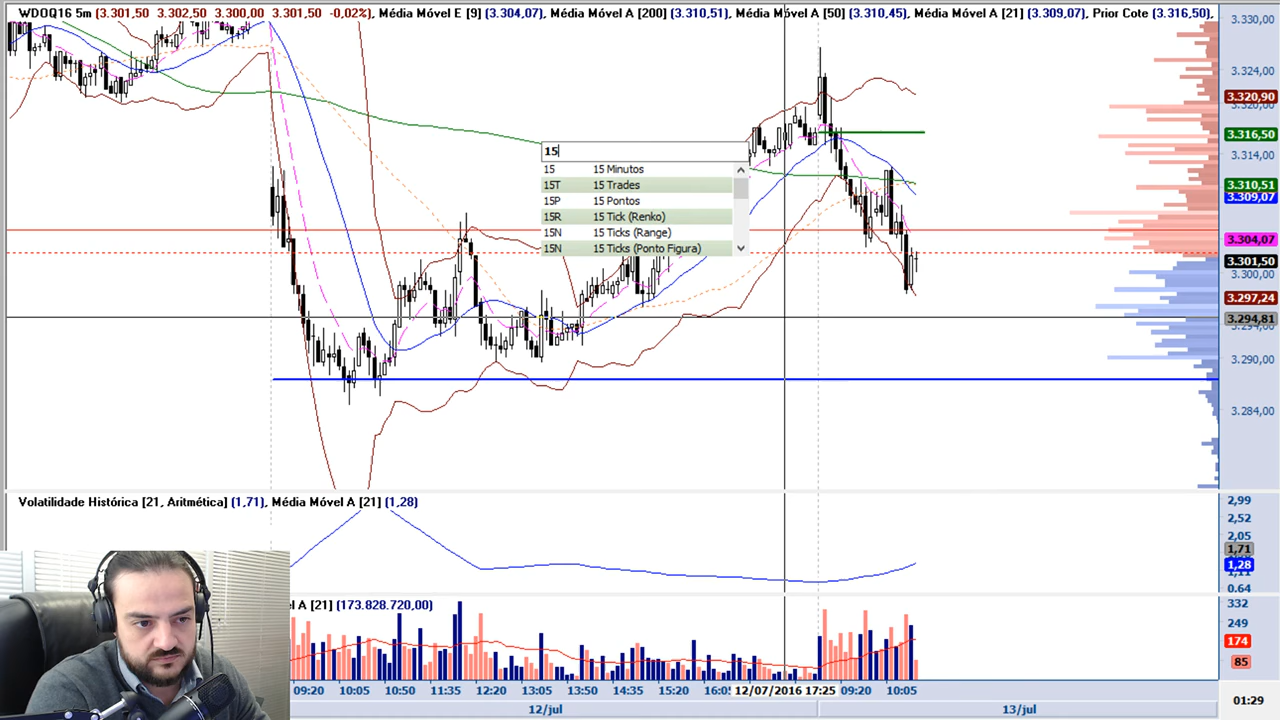 WDOQ16 5m (3.301,50 3.302,50 3.300,00 3.301,50 -0,02%), Média Móvel E [9] (3.304,07), Média Móvel A [200] (3.310,51), Média Móvel A [50] (3.310,45), Média Móvel A [21] (3.309,07), Prior Cote (3.316,50),
3.330,00
3.324,00
3.320,90
3.316,50
3.314,00
3.310,51
3.309,07
3.304,07
3.301,50
3.300,00
3.297,24
3.294,81
3.290,00
3.284,00
15
15 15 Minutos
15T 15 Trades
15P 15 Pontos
15R 15 Tick (Renko)
15N 15 Ticks (Range)
15N 15 Ticks (Ponto Figura)
Volatilidade Histórica [21, Aritmética] (1,71), Média Móvel A [21] (1,28)
2,99
2,52
2,05
1,71
1,28
0,64
l A [21] (173.828.720,00)
332
249
174
85
09:20 10:05 10:50 11:35 12:20 13:05 13:50 14:35 15:20 16:05 12/07/2016 17:25 09:20 10:05
12/jul 13/jul
01:29